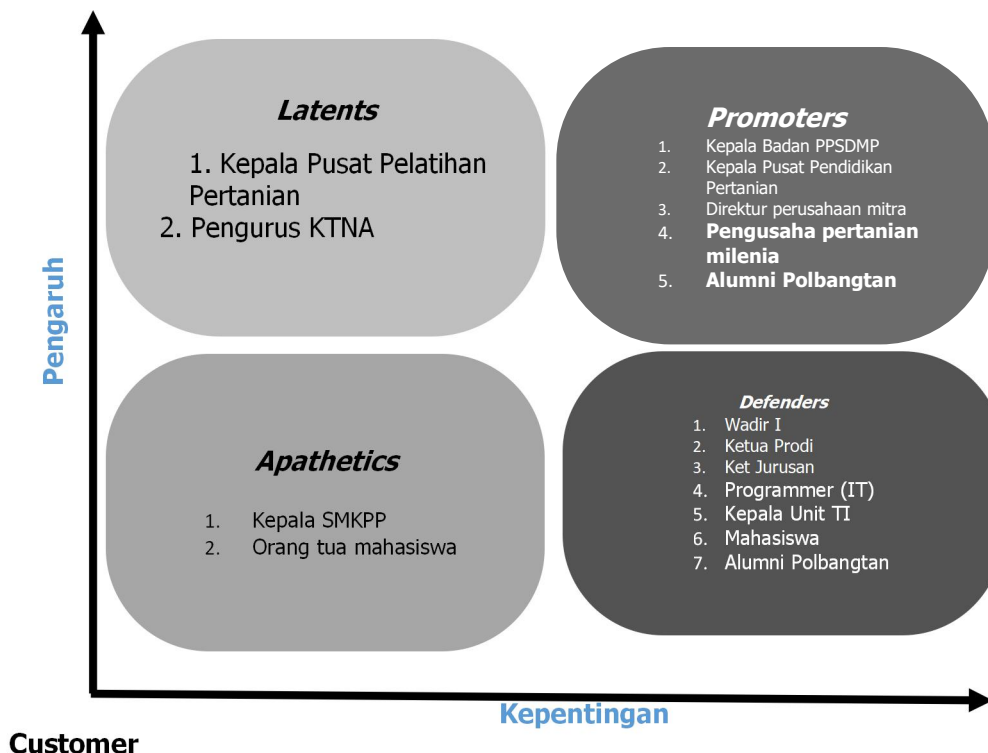 Latents
1. Kepala Pusat Pelatihan
Pertanian
2. Pengurus KTNA
Promoters
1. Kepala Badan PPSDMP
2. Kepala Pusat Pendidikan
Pertanian
3. Direktur perusahaan mitra
4. Pengusaha pertanian
milenia
5. Alumni Polbangtan
Pengaruh
Apathetics
1. Kepala SMKPP
2. Orang tua mahasiswa
Defenders
1. Wadir I
2. Ketua Prodi
3. Ket Jurusan
4. Programmer (IT)
5. Kepala Unit TI
6. Mahasiswa
7. Alumni Polbangtan
Kepentingan
Customer